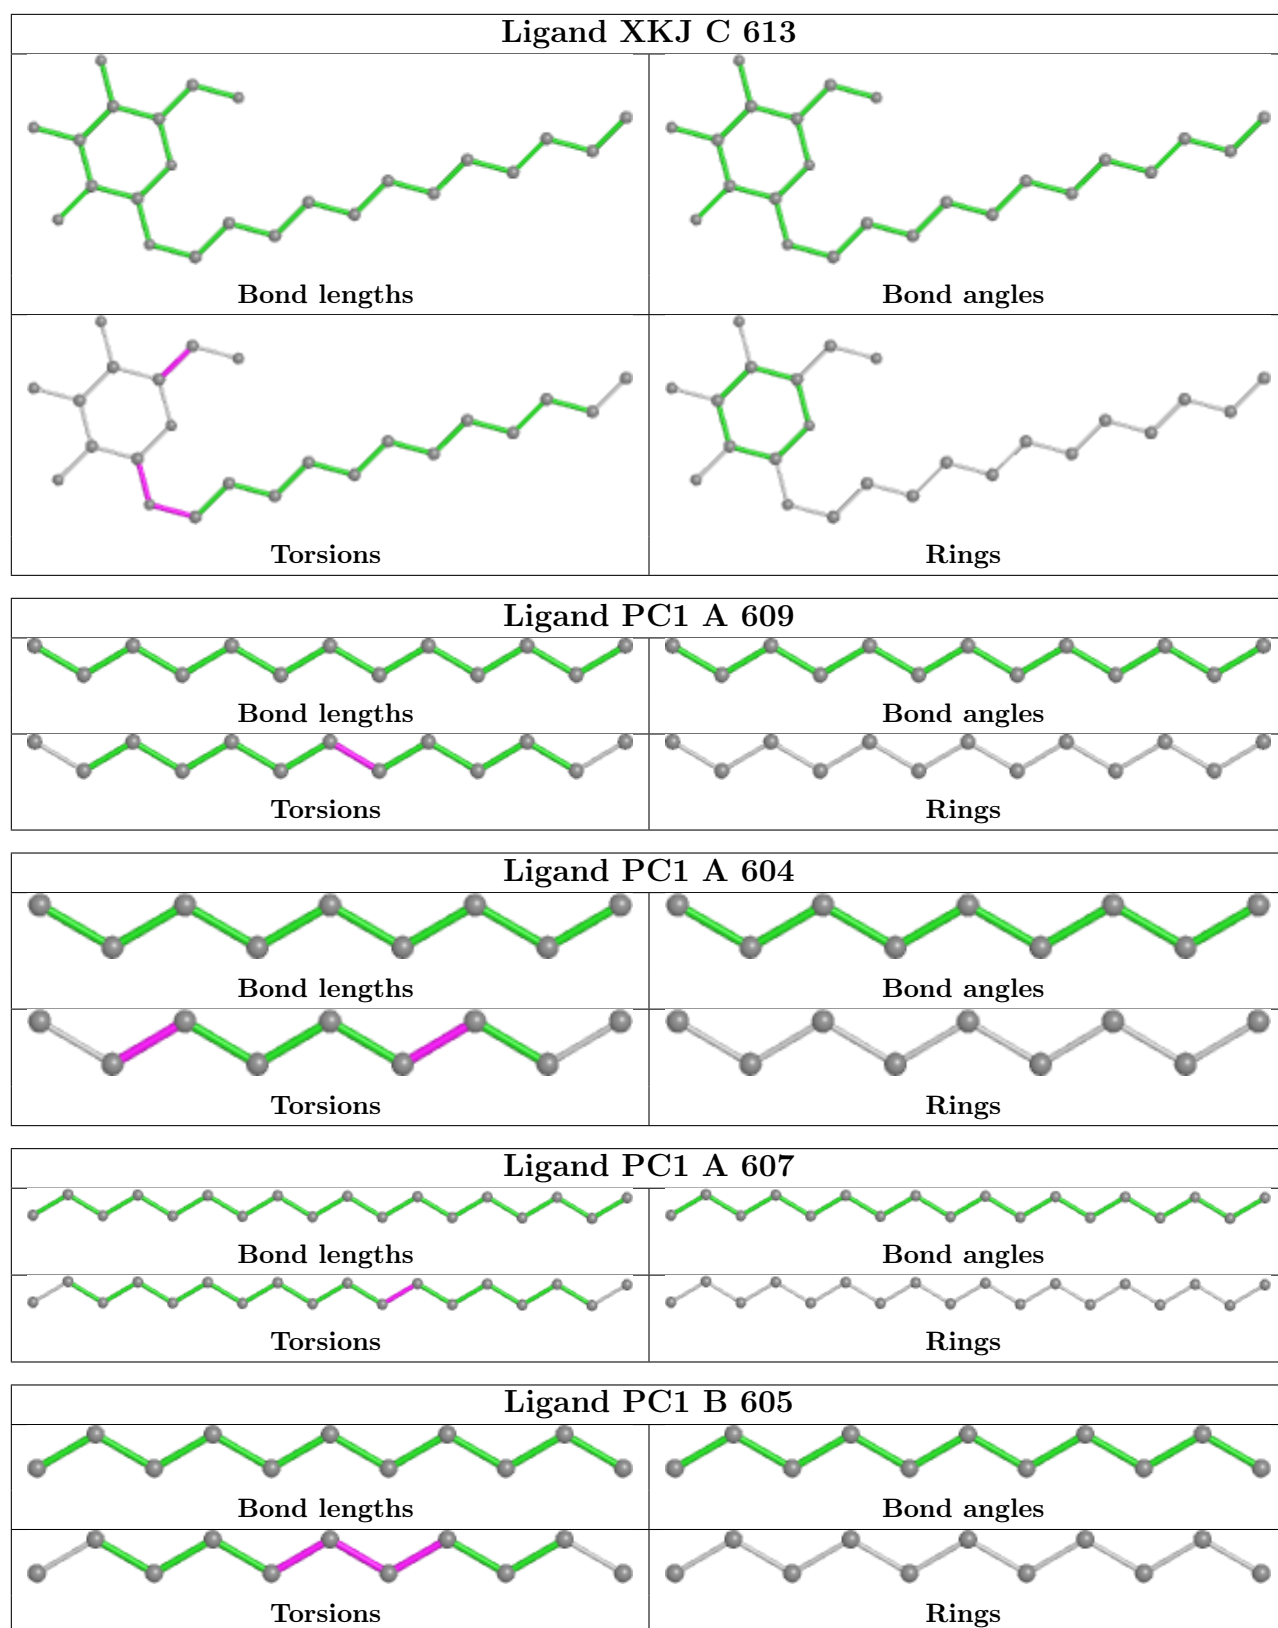 Ligand XKJ C 613
Bond lengths
Bond angles
Torsions
Rings
Ligand PC1 A 609
Bond lengths
Bond angles
Torsions
Rings
Ligand PC1 A 604
Bond lengths
Bond angles
Torsions
Rings
Ligand PC1 A 607
Bond lengths
Bond angles
Torsions
Rings
Ligand PC1 B 605
Bond lengths
Bond angles
Torsions
Rings